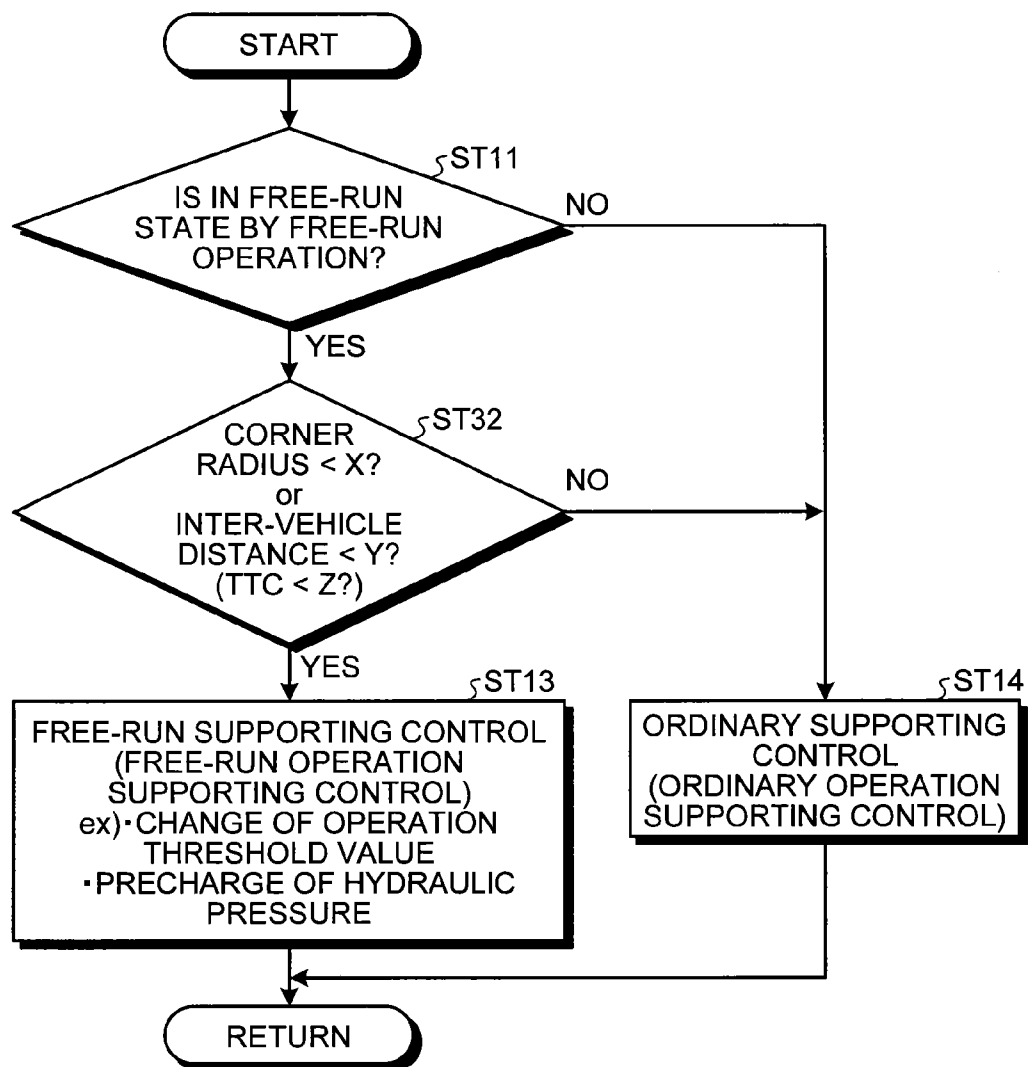 START
ST11
IS IN FREE-RUN
STATE BY FREE-RUN
OPERATION?
NO
YES
ST32
CORNER
RADIUS < X?
or
INTER-VEHICLE
DISTANCE < Y?
(TTC < Z?)
NO
YES
ST13
FREE-RUN SUPPORTING CONTROL
(FREE-RUN OPERATION
SUPPORTING CONTROL)
ex)・CHANGE OF OPERATION
THRESHOLD VALUE
・PRECHARGE OF HYDRAULIC
PRESSURE
ST14
ORDINARY SUPPORTING
CONTROL
(ORDINARY OPERATION
SUPPORTING CONTROL)
RETURN